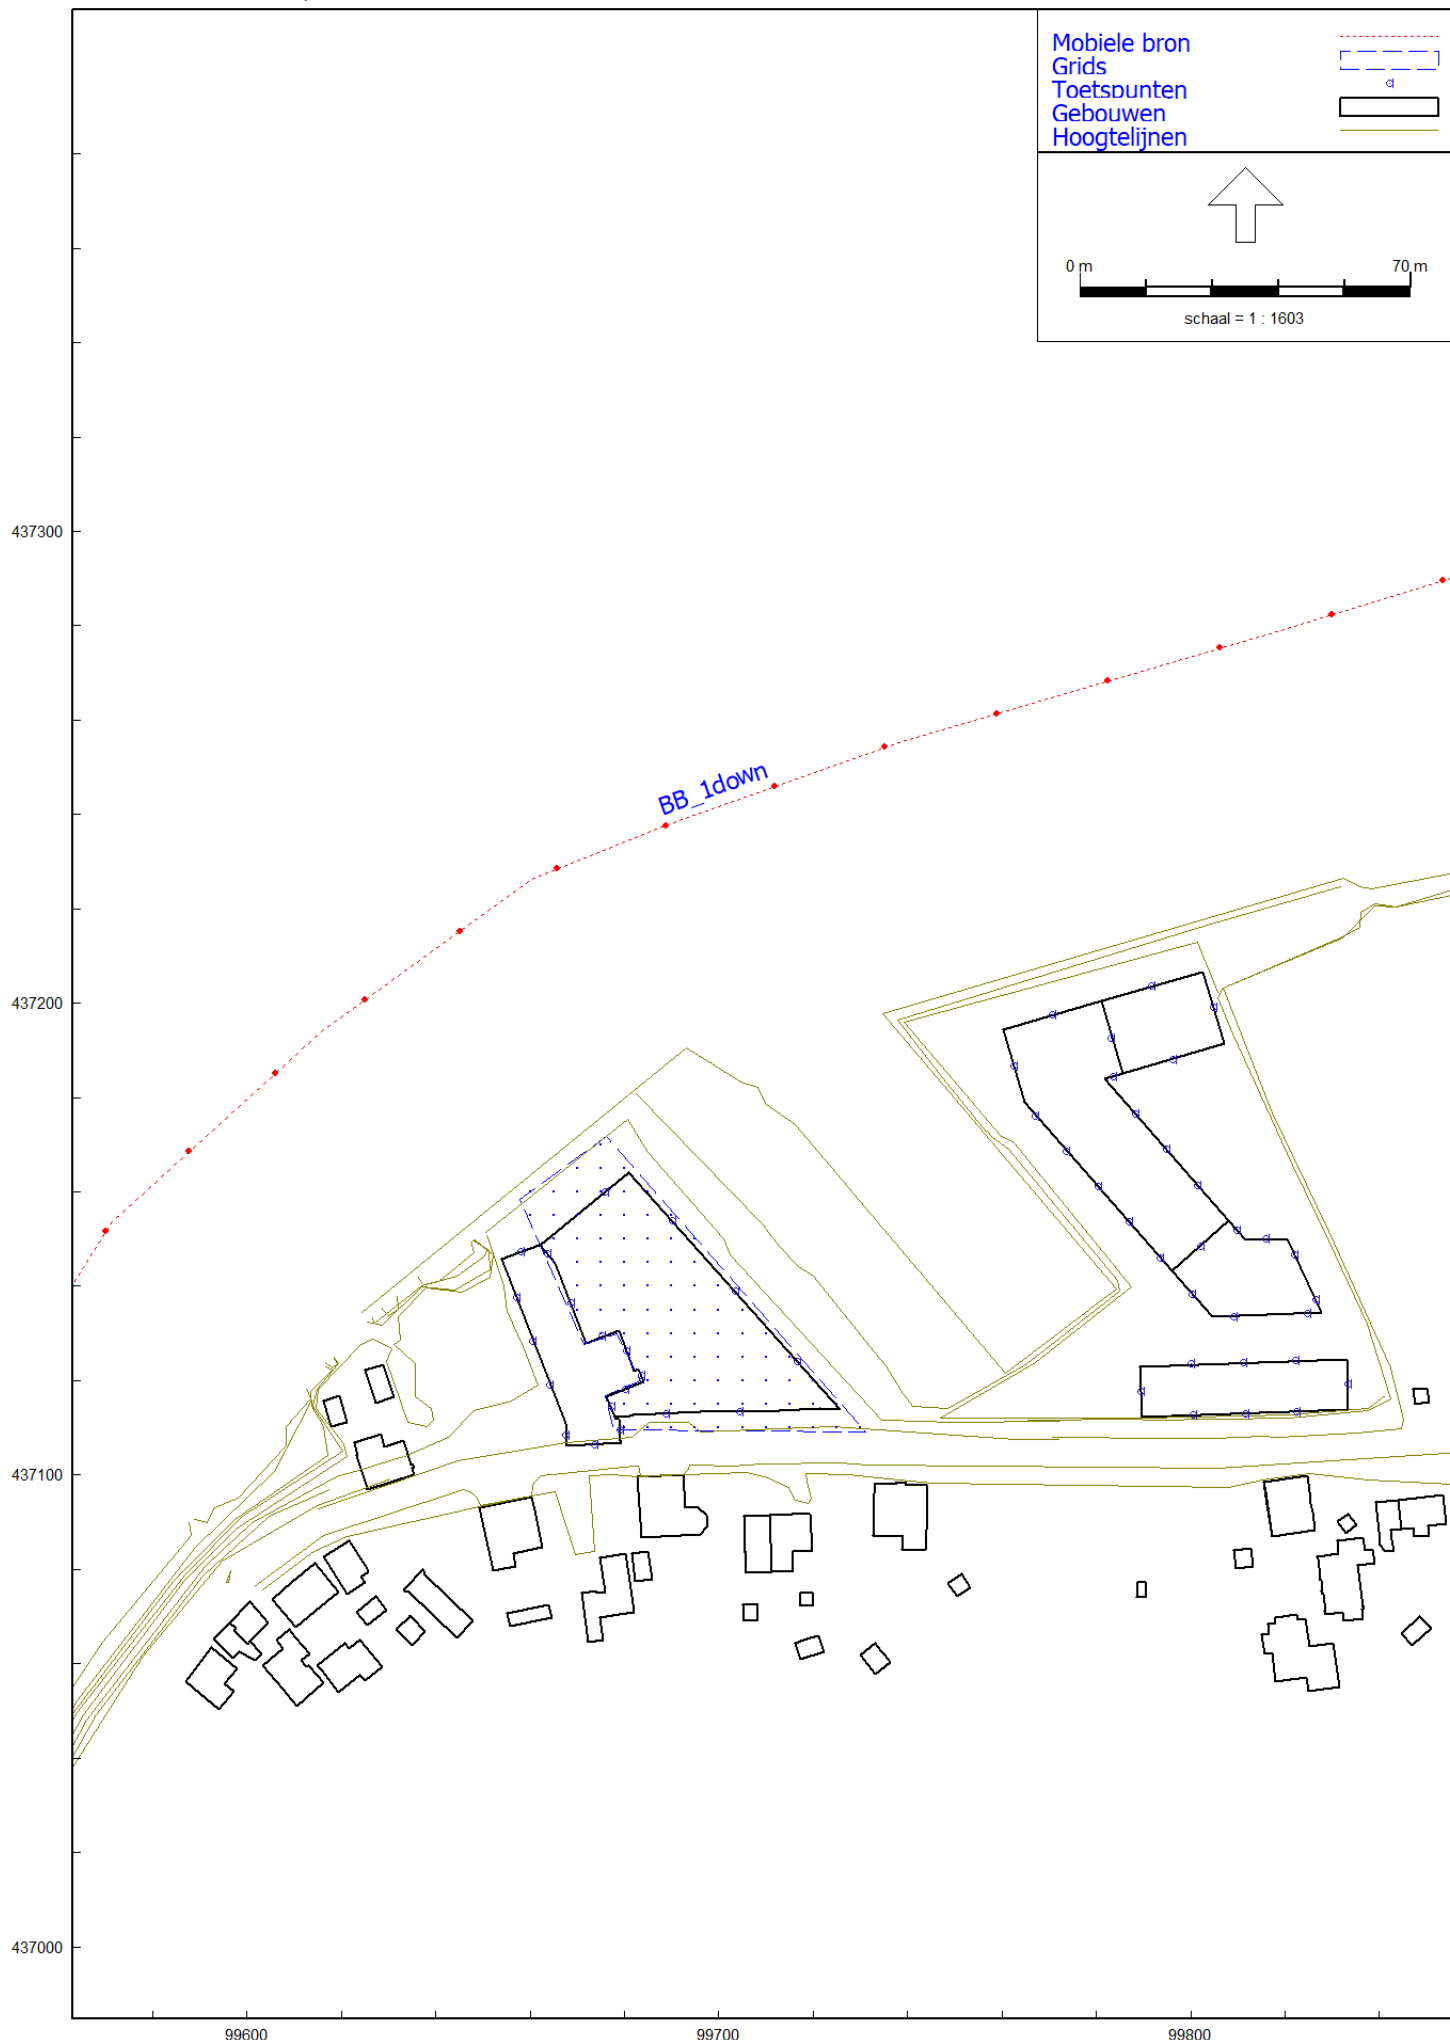 Mobiele bron
Grids
Toetspunten
Gebouwen
Hoogtelijnen
0 m 70 m
schaal = 1 : 1603
437300
BB_1down
437200
437100
437000
99600 99700 99800